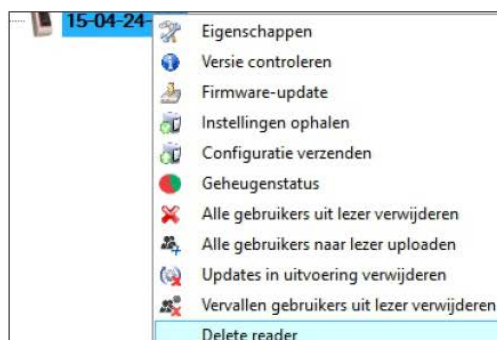 15-04-24-
Eigenschappen
Versie controleren
Firmware-update
Instellingen ophalen
Configuratie verzenden
Geheugenstatus
Alle gebruikers uit lezer verwijderen
Alle gebruikers naar lezer uploaden
Updates in uitvoering verwijderen
Vervallen gebruikers uit lezer verwijderen
Delete reader